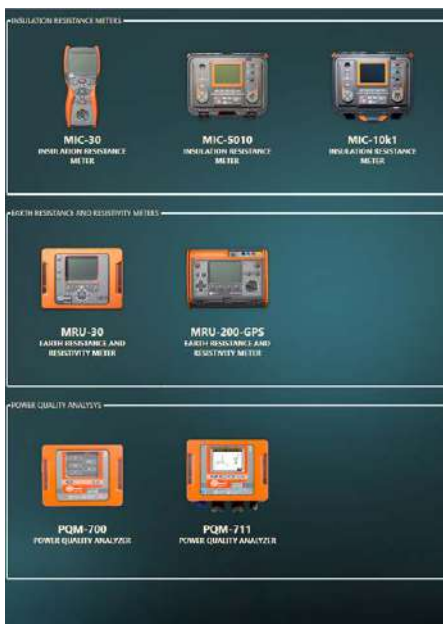 INSULATION RESISTANCE METERS
MIC-30
INSULATION RESISTANCE
METER
MIC-5010
INSULATION RESISTANCE
METER
MIC-10k1
INSULATION RESISTANCE
METER
EARTH RESISTANCE AND RESISTIVITY METERS
MRU-30
EARTH RESISTANCE AND
RESISTIVITY METER
MRU-200-GPS
EARTH RESISTANCE AND
RESISTIVITY METER
POWER QUALITY ANALYSYS
PQM-700
POWER QUALITY ANALYZER
PQM-711
POWER QUALITY ANALYZER